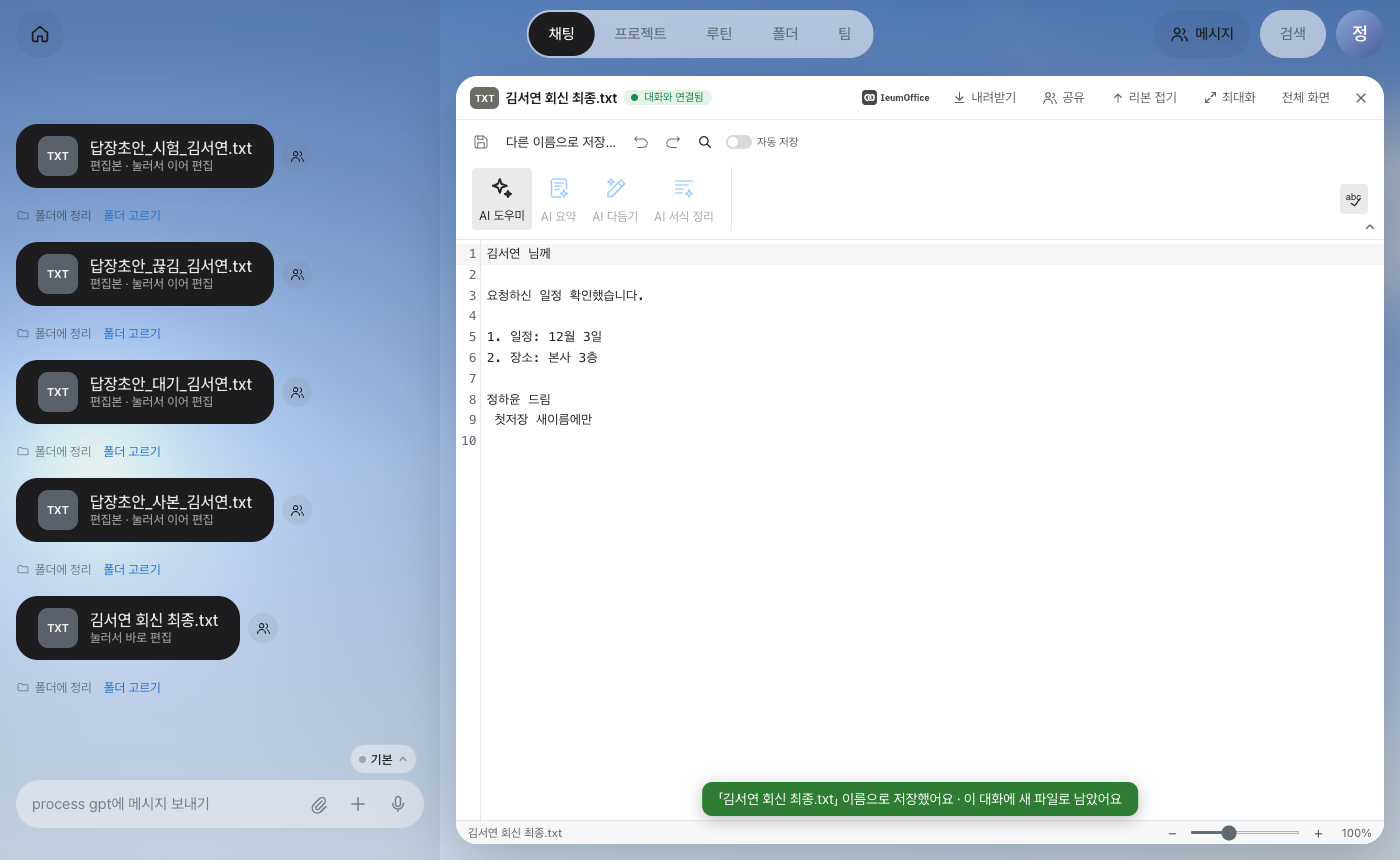 채팅
프로젝트
루틴
폴더
팀
메시지
검색
정
TXT
답장초안_시험_김서연.txt
편집본 · 눌러서 이어 편집
폴더에 정리 폴더 고르기
TXT
답장초안_끊김_김서연.txt
편집본 · 눌러서 이어 편집
폴더에 정리 폴더 고르기
TXT
답장초안_대기_김서연.txt
편집본 · 눌러서 이어 편집
폴더에 정리 폴더 고르기
TXT
답장초안_사본_김서연.txt
편집본 · 눌러서 이어 편집
폴더에 정리 폴더 고르기
TXT
김서연 회신 최종.txt
눌러서 바로 편집
폴더에 정리 폴더 고르기
기본
process gpt에 메시지 보내기
TXT 김서연 회신 최종.txt 대화와 연결됨
IeumOffice 내려받기 공유 리본 접기 최대화 전체 화면
다른 이름으로 저장... 자동 저장
AI 도우미 AI 요약 AI 다듬기 AI 서식 정리
abc
1 김서연 님께
2
3 요청하신 일정 확인했습니다.
4
5 1. 일정: 12월 3일
6 2. 장소: 본사 3층
7
8 정하윤 드림
9 첫저장 새이름에만
10
「김서연 회신 최종.txt」 이름으로 저장했어요 · 이 대화에 새 파일로 남았어요
김서연 회신 최종.txt
100%